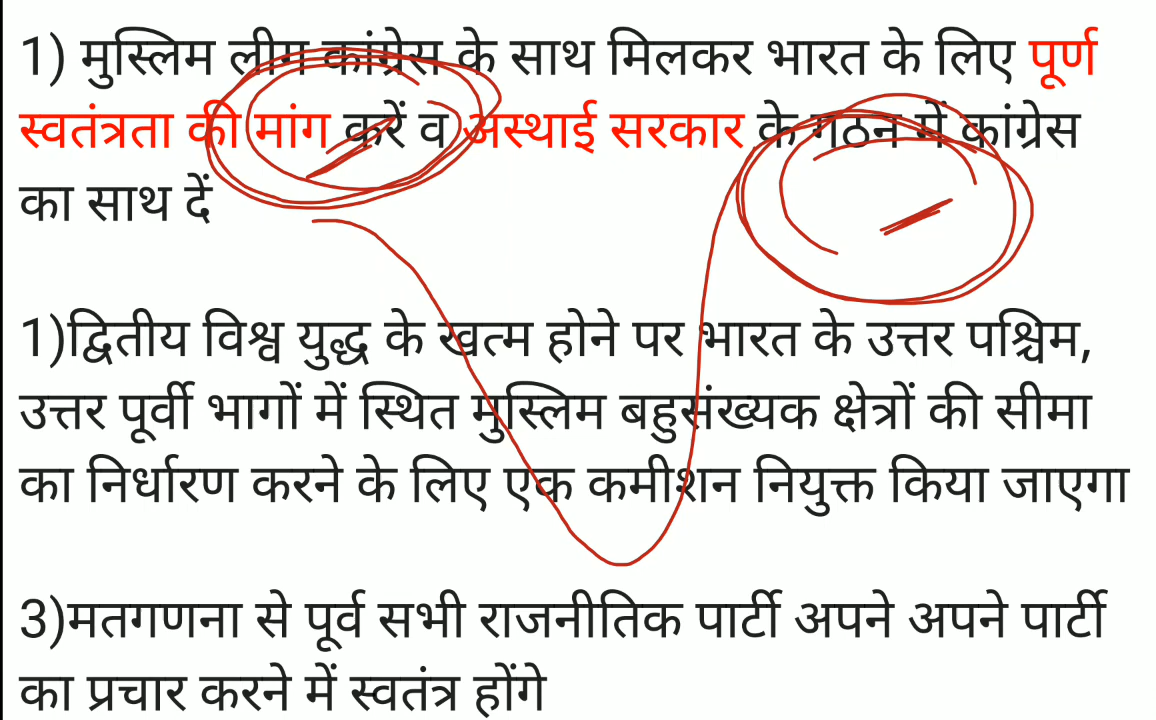 1) मुस्लिम लीग कांग्रेस के साथ मिलकर भारत के लिए पूर्ण
स्वतंत्रता की मांग करें व अस्थाई सरकार के गठन में कांग्रेस
का साथ दें
1)द्वितीय विश्व युद्ध के खत्म होने पर भारत के उत्तर पश्चिम,
उत्तर पूर्वी भागों में स्थित मुस्लिम बहुसंख्यक क्षेत्रों की सीमा
का निर्धारण करने के लिए एक कमीशन नियुक्त किया जाएगा
3)मतगणना से पूर्व सभी राजनीतिक पार्टी अपने अपने पार्टी
का प्रचार करने में स्वतंत्र होंगे